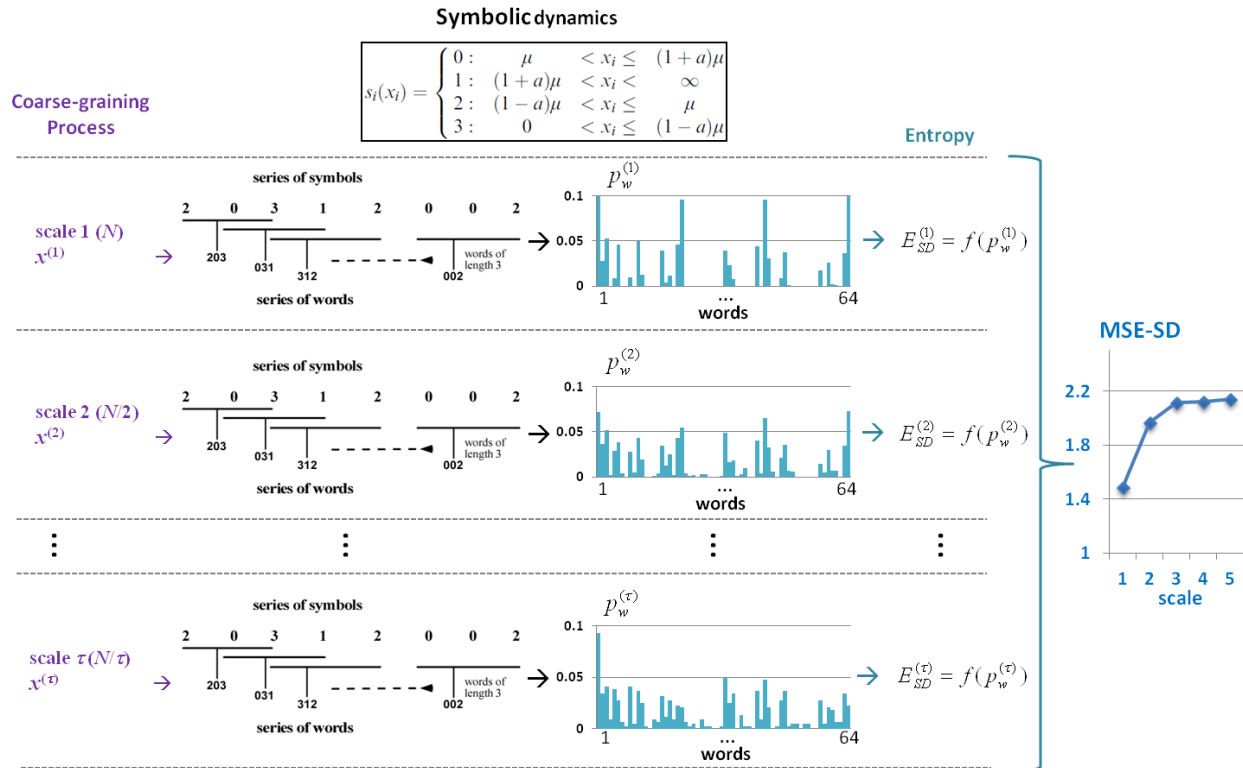 Symbolic dynamics
s_i(x_i) = { 0 : μ < x_i ≤ (1 + a)μ
1 : (1 + a)μ < x_i < ∞
2 : (1 − a)μ < x_i ≤ μ
3 : 0 < x_i ≤ (1 − a)μ
Coarse-graining
Process
Entropy
series of symbols
2 0 3 1 2 0 0 2
scale 1 (N)
x^(1)
→
203
031
312
002
words of
length 3
series of words
p_w^(1)
0.1
0.05
0
1 ... 64
words
E_SD^(1) = f(p_w^(1))
series of symbols
2 0 3 1 2 0 0 2
scale 2 (N/2)
x^(2)
→
203
031
312
002
words of
length 3
series of words
p_w^(2)
0.1
0.05
0
1 ... 64
words
E_SD^(2) = f(p_w^(2))
series of symbols
2 0 3 1 2 0 0 2
scale τ (N/τ)
x^(τ)
→
203
031
312
002
words of
length 3
series of words
p_w^(τ)
0.1
0.05
0
1 ... 64
words
E_SD^(τ) = f(p_w^(τ))
MSE-SD
2.2
1.8
1.4
1
1 2 3 4 5
scale